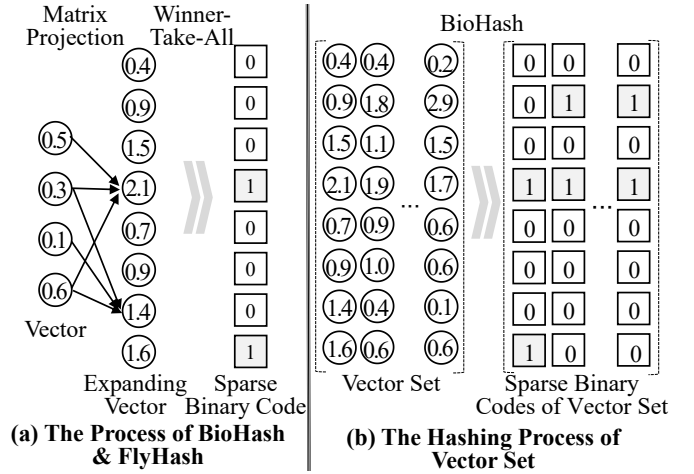 Matrix
Projection
Winner-
Take-All
0.5
0.3
0.1
0.6
Vector
0.4
0.9
1.5
2.1
0.7
0.9
1.4
1.6
Expanding
Vector
0
0
0
1
0
0
0
1
Sparse
Binary Code
(a) The Process of BioHash
& FlyHash
BioHash
0.4 0.4 0.2
0.9 1.8 2.9
1.5 1.1 1.5
2.1 1.9 ... 1.7
0.7 0.9 0.6
0.9 1.0 0.6
1.4 0.4 0.1
1.6 0.6 0.6
Vector Set
0 0 0
0 1 1
0 0 0
1 1 ... 1
0 0 0
0 0 0
0 0 0
1 0 0
Sparse Binary
Codes of Vector Set
(b) The Hashing Process of
Vector Set